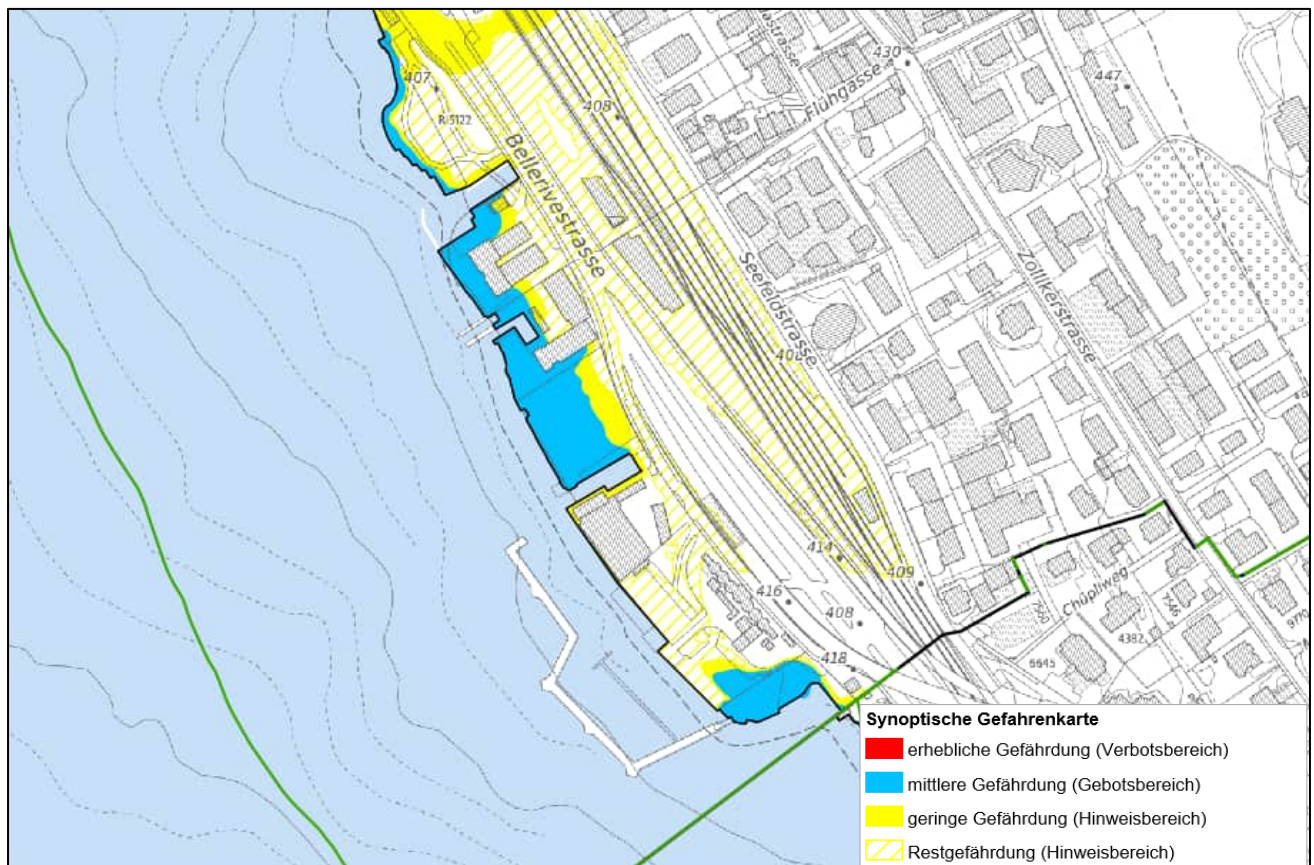 430
447
Flühgasse
407
408
R 5122
Bellerivestrasse
Seefeldstrasse
Zollikerstrasse
414
409
416
408
Chüpliweg
4382
418
6645
Synoptische Gefahrenkarte
erhebliche Gefährdung (Verbotsbereich)
mittlere Gefährdung (Gebotsbereich)
geringe Gefährdung (Hinweisbereich)
Restgefährdung (Hinweisbereich)